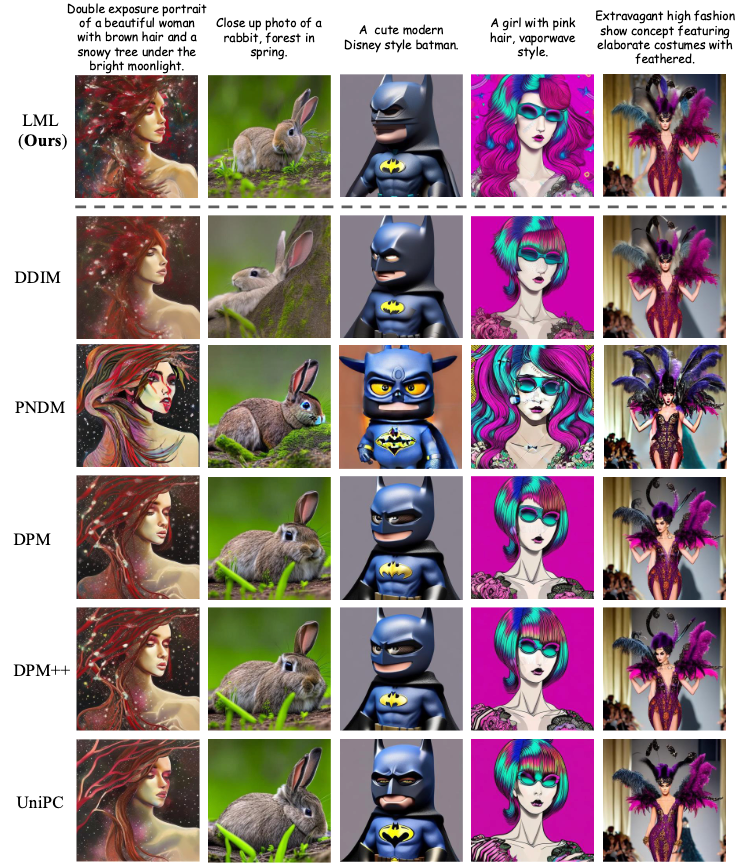 Double exposure portrait
of a beautiful woman
with brown hair and a
snowy tree under the
bright moonlight.
Close up photo of a
rabbit, forest in
spring.
A cute modern
Disney style batman.
A girl with pink
hair, vaporwave
style.
Extravagant high fashion
show concept featuring
elaborate costumes with
feathered.
LML
(Ours)
DDIM
PNDM
DPM
DPM++
UniPC